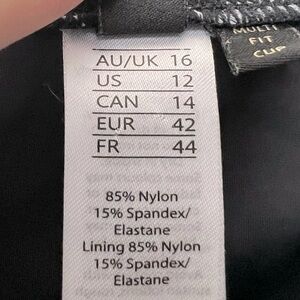 AU/UK 16
US 12
CAN 14
EUR 42
FR 44
85% Nylon
15% Spandex/
Elastane
Lining 85% Nylon
15% Spandex/
Elastane
MULTI
FIT
CUP